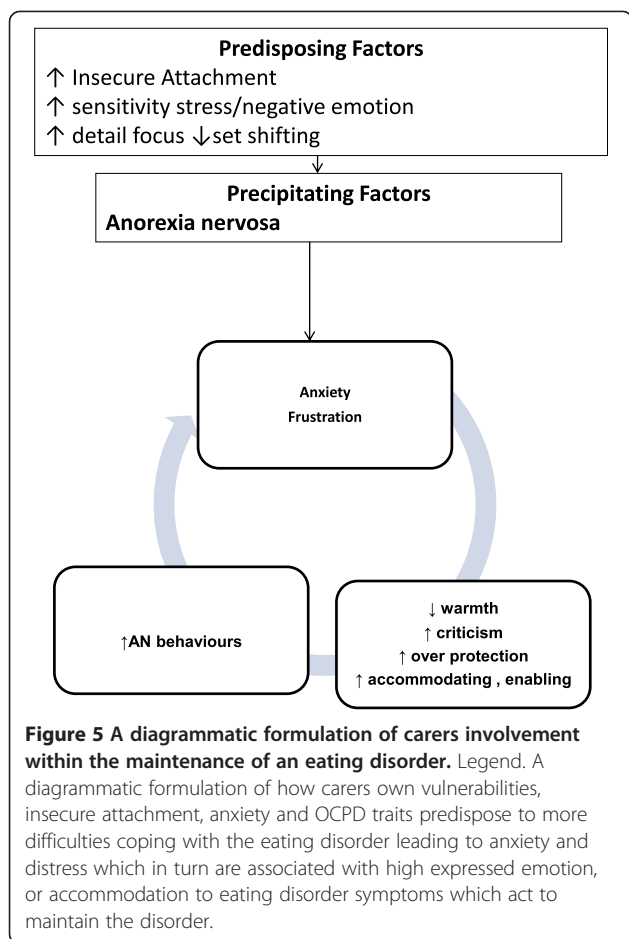 Predisposing Factors
↑ Insecure Attachment
↑ sensitivity stress/negative emotion
↑ detail focus ↓set shifting
Precipitating Factors
Anorexia nervosa
Anxiety
Frustration
↑AN behaviours
↓ warmth
↑ criticism
↑ over protection
↑ accommodating , enabling
Figure 5 A diagrammatic formulation of carers involvement
within the maintenance of an eating disorder. Legend. A
diagrammatic formulation of how carers own vulnerabilities,
insecure attachment, anxiety and OCPD traits predispose to more
difficulties coping with the eating disorder leading to anxiety and
distress which in turn are associated with high expressed emotion,
or accommodation to eating disorder symptoms which act to
maintain the disorder.